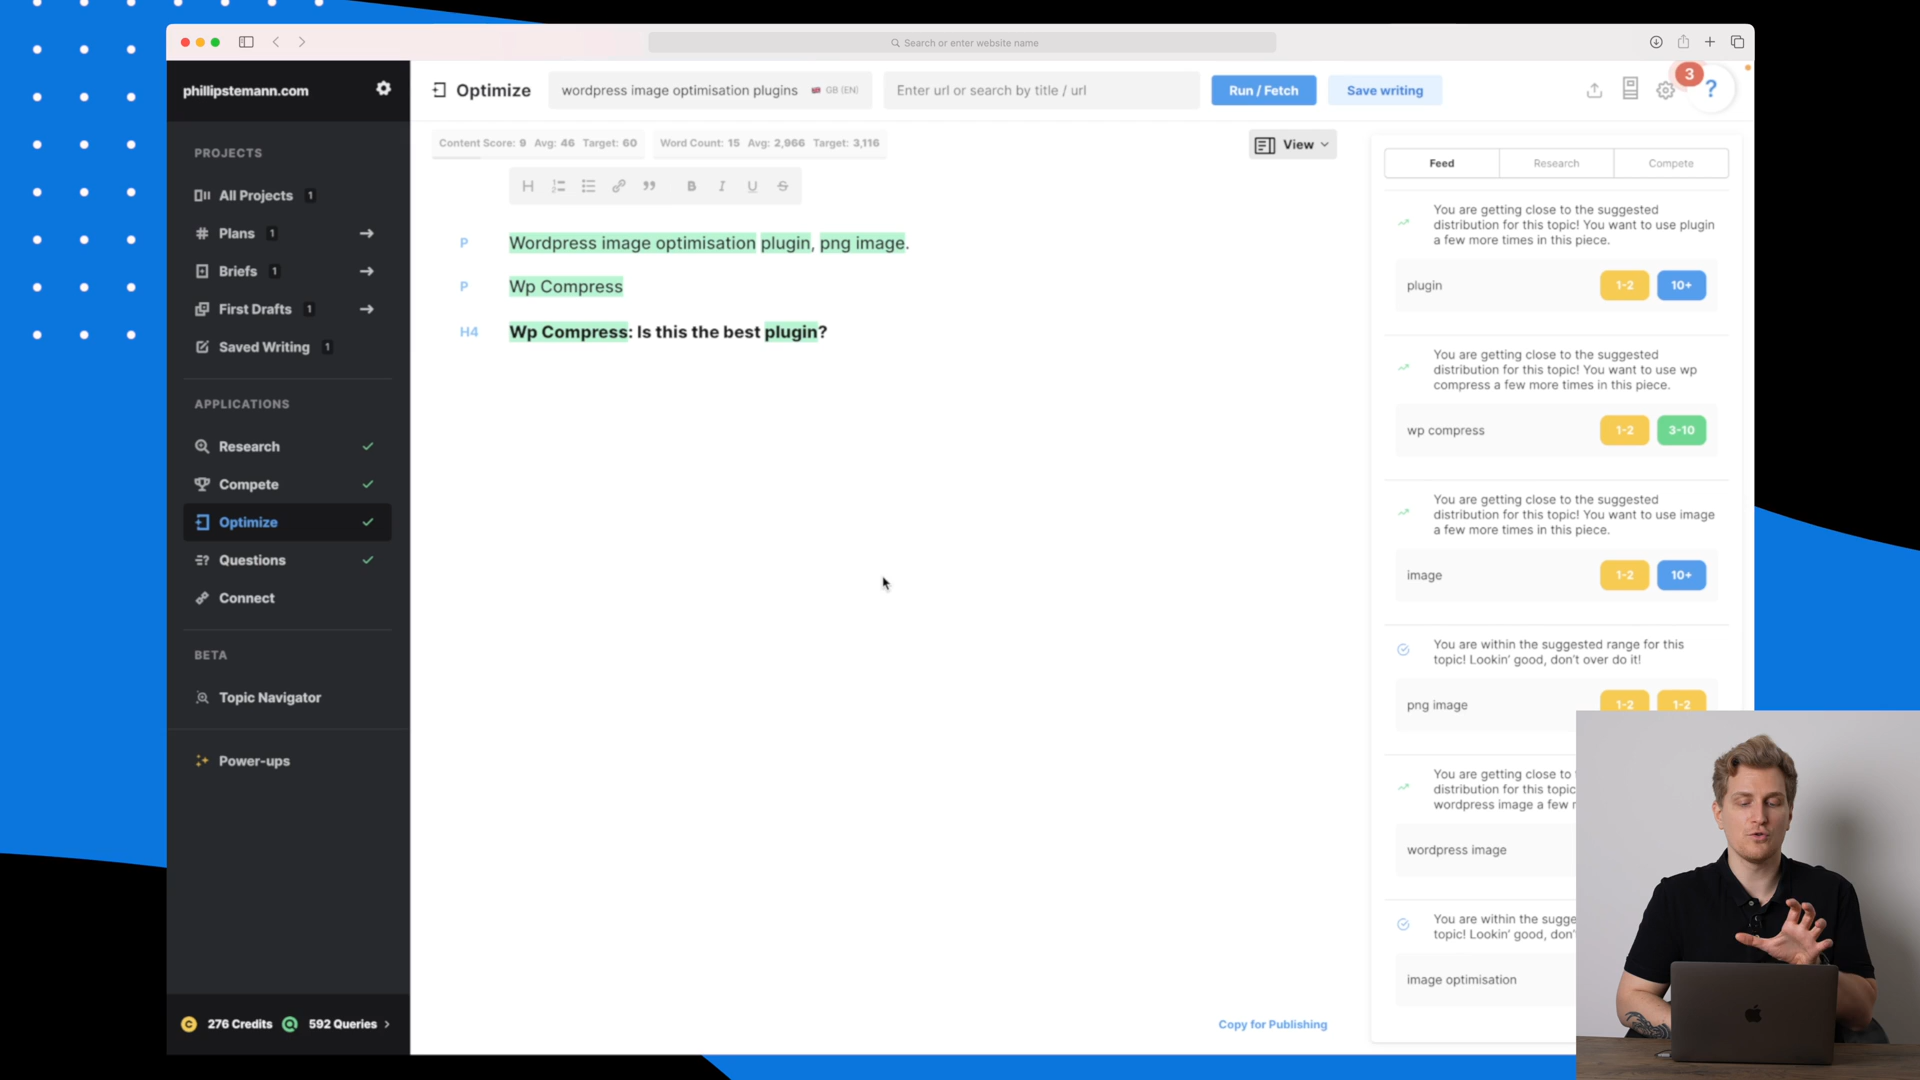 Search or enter website name
phillipstemann.com
Optimize
wordpress image optimisation plugins GB (EN)
Enter url or search by title / url
Run / Fetch
Save writing
3
?
Content Score: 9 Avg: 46 Target: 60
Word Count: 15 Avg: 2,966 Target: 3,116
View
PROJECTS
All Projects 1
Plans 1
Briefs 1
First Drafts 1
Saved Writing 1
APPLICATIONS
Research
Compete
Optimize
Questions
Connect
BETA
Topic Navigator
Power-ups
276 Credits
592 Queries
H B I U S
P Wordpress image optimisation plugin, png image.
P Wp Compress
H4 Wp Compress: Is this the best plugin?
Copy for Publishing
Feed Research Compete
You are getting close to the suggested
distribution for this topic! You want to use plugin
a few more times in this piece.
plugin 1-2 10+
You are getting close to the suggested
distribution for this topic! You want to use wp
compress a few more times in this piece.
wp compress 1-2 3-10
You are getting close to the suggested
distribution for this topic! You want to use image
a few more times in this piece.
image 1-2 10+
You are within the suggested range for this
topic! Lookin' good, don't over do it!
png image 1-2 1-2
You are getting close to
distribution for this topic
wordpress image a few
wordpress image
You are within the
topic! Lookin' good,
image optimisation